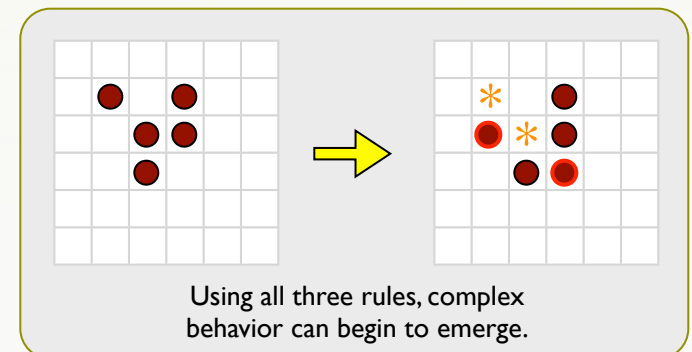 Using all three rules, complex
behavior can begin to emerge.